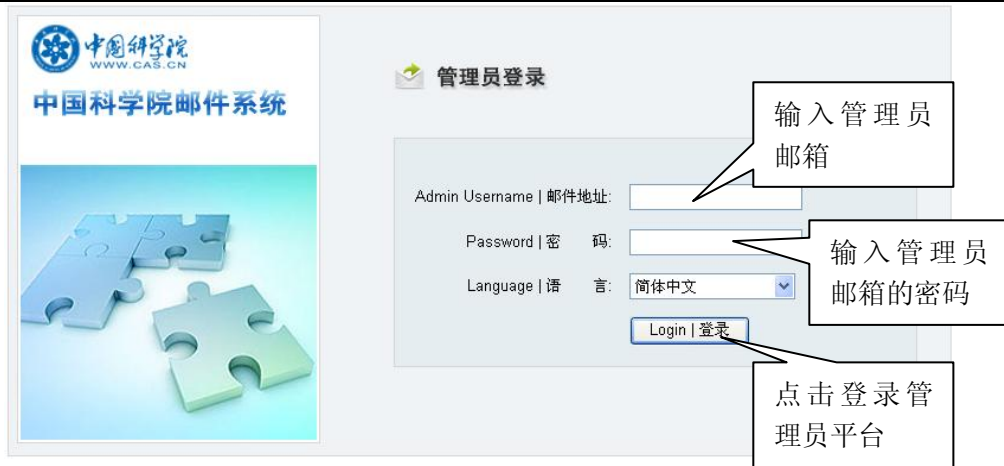 中国科学院
WWW.CAS.CN
中国科学院邮件系统
管理员登录
输入管理员
邮箱
Admin Username | 邮件地址:
Password | 密 码:
输入管理员
邮箱的密码
Language | 语 言: 简体中文
Login | 登录
点击登录管
理员平台